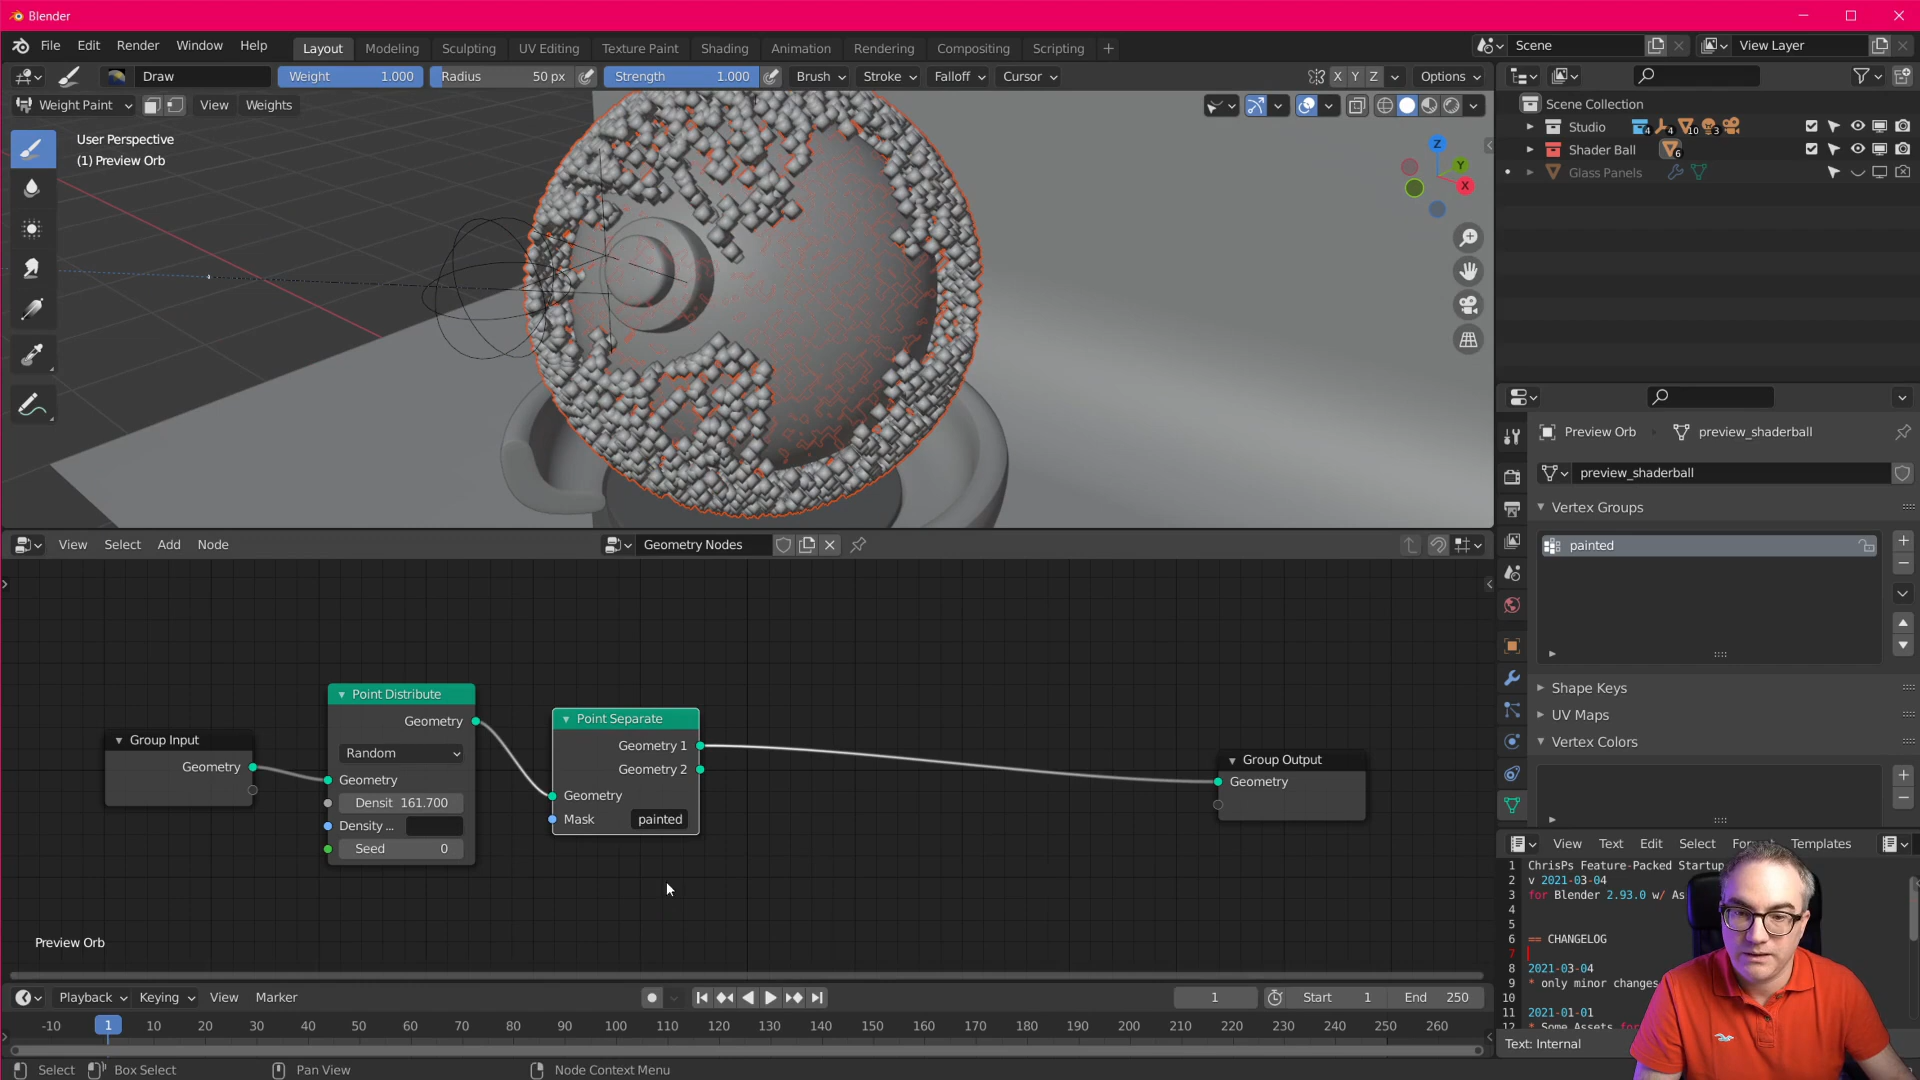 Blender
File Edit Render Window Help Layout Modeling Sculpting UV Editing Texture Paint Shading Animation Rendering Compositing Scripting + Scene View Layer
Draw Weight 1.000 Radius 50 px Strength 1.000 Brush Stroke Falloff Cursor X Y Z Options
Weight Paint View Weights
User Perspective
(1) Preview Orb
Z
Y
X
Scene Collection
Studio 4 4 10 3
Shader Ball 6
Glass Panels
Preview Orb preview_shaderball
preview_shaderball
Vertex Groups
painted
Shape Keys
UV Maps
Vertex Colors
View Select Add Node Geometry Nodes
Group Input
Geometry
Point Distribute
Geometry
Random
Geometry
Densit 161.700
Density ...
Seed 0
Point Separate
Geometry 1
Geometry 2
Geometry
Mask painted
Group Output
Geometry
Preview Orb
View Text Edit Select Templates
1 ChrisPs Feature-Packed Startup
2 v 2021-03-04
3 for Blender 2.93.0 w/ As
4
5
6 == CHANGELOG
7
8 2021-03-04
9 * only minor changes
10
11 2021-01-01
12 * Some Assets for
Text: Internal
Playback Keying View Marker 1 Start 1 End 250
-10 1 10 20 30 40 50 60 70 80 90 100 110 120 130 140 150 160 170 180 190 200 210 220 230 240 250 260
Select Box Select Pan View Node Context Menu